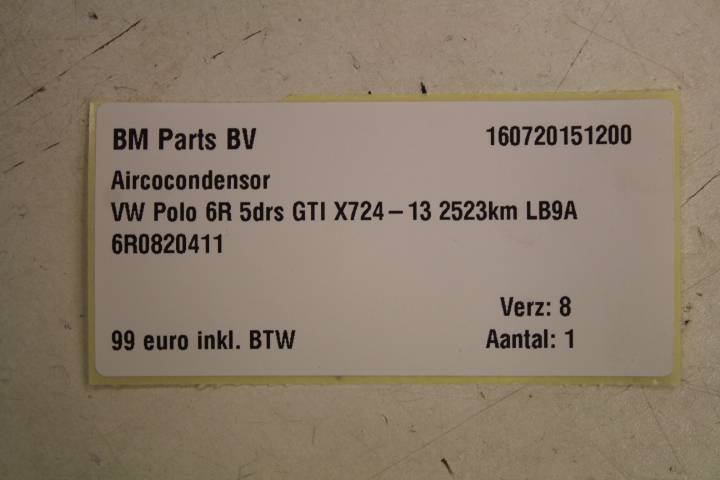 BM Parts BV 160720151200
Aircocondensor
VW Polo 6R 5drs GTI X724-13 2523km LB9A
6R0820411
Verz: 8
99 euro inkl. BTW Aantal: 1